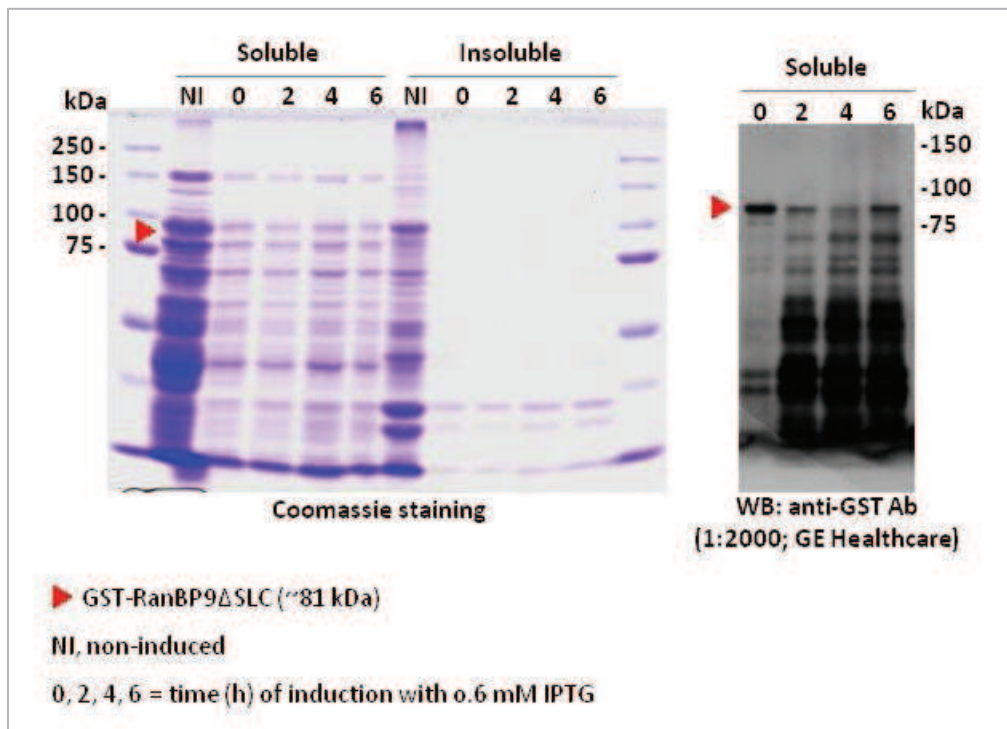 Soluble
Insoluble
kDa
NI 0 2 4 6 NI 0 2 4 6
250 -
150 -
100 -
75 -
Coomassie staining
Soluble
0 2 4 6 kDa
-150
-100
-75
WB: anti-GST Ab
(1:2000; GE Healthcare)
GST-RanBP9ΔSLC (~81 kDa)
NI, non-induced
0, 2, 4, 6 = time (h) of induction with o.6 mM IPTG